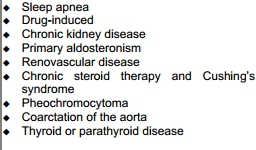 ◆ Sleep apnea
◆ Drug-induced
◆ Chronic kidney disease
◆ Primary aldosteronism
◆ Renovascular disease
◆ Chronic steroid therapy and Cushing's
syndrome
◆ Pheochromocytoma
◆ Coarctation of the aorta
◆ Thyroid or parathyroid disease